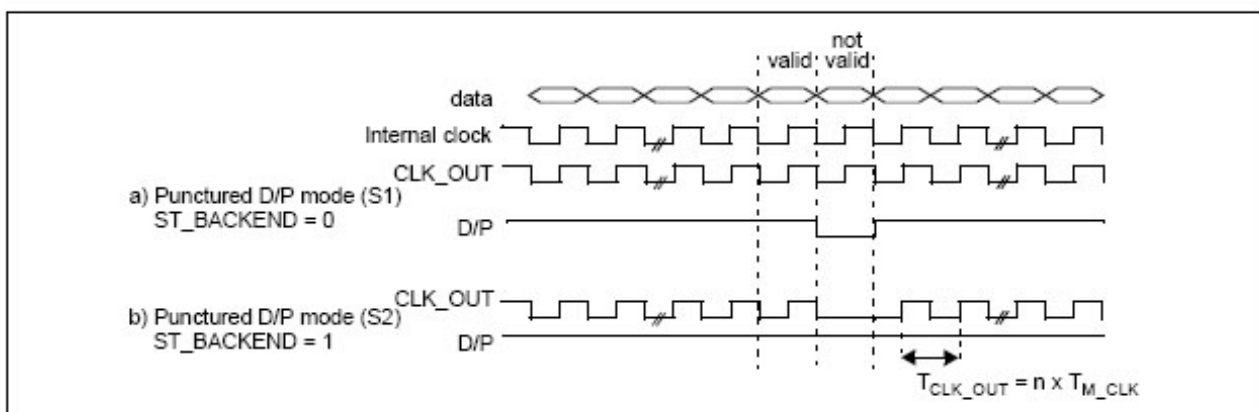 not
valid valid
data
Internal clock
CLK_OUT
a) Punctured D/P mode (S1)
ST_BACKEND = 0
D/P
CLK_OUT
b) Punctured D/P mode (S2)
ST_BACKEND = 1
D/P
T_CLK_OUT = n x T_M_CLK